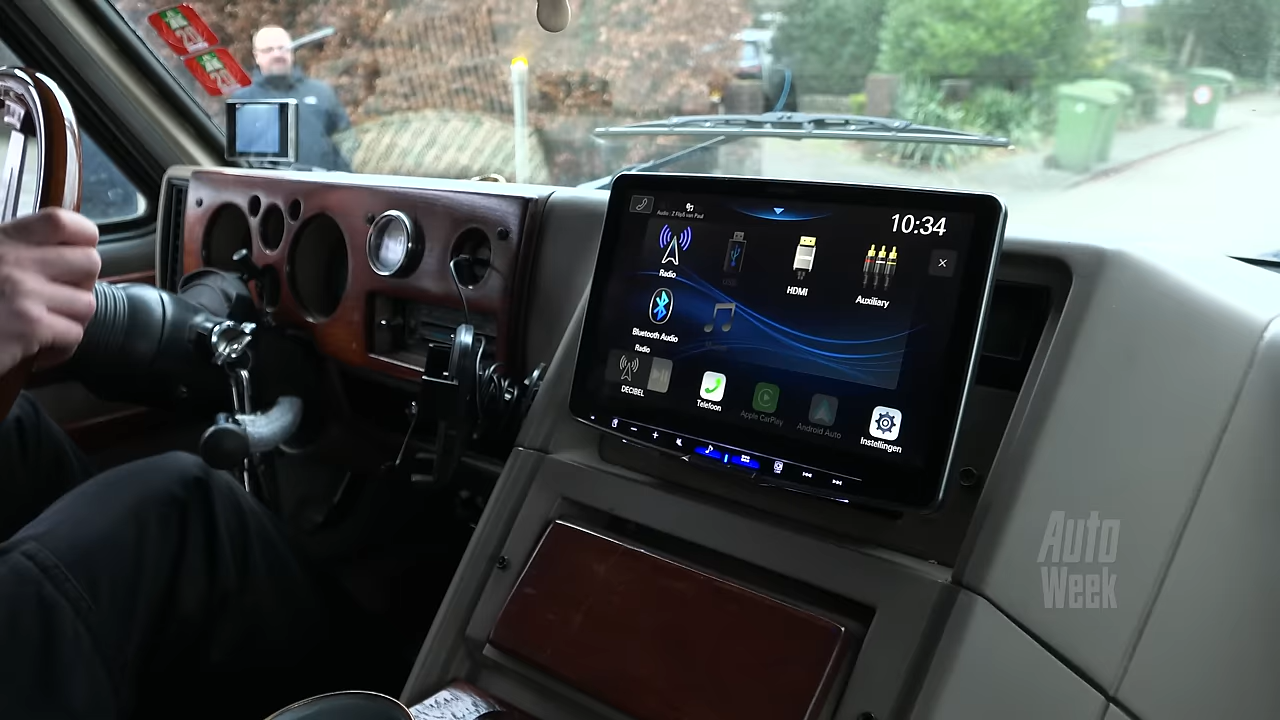 10:34
Radio
HDMI
Auxiliary
Bluetooth Audio
Radio
DECIBEL
Telefoon
Apple CarPlay
Android Auto
Instellingen
Auto
Week